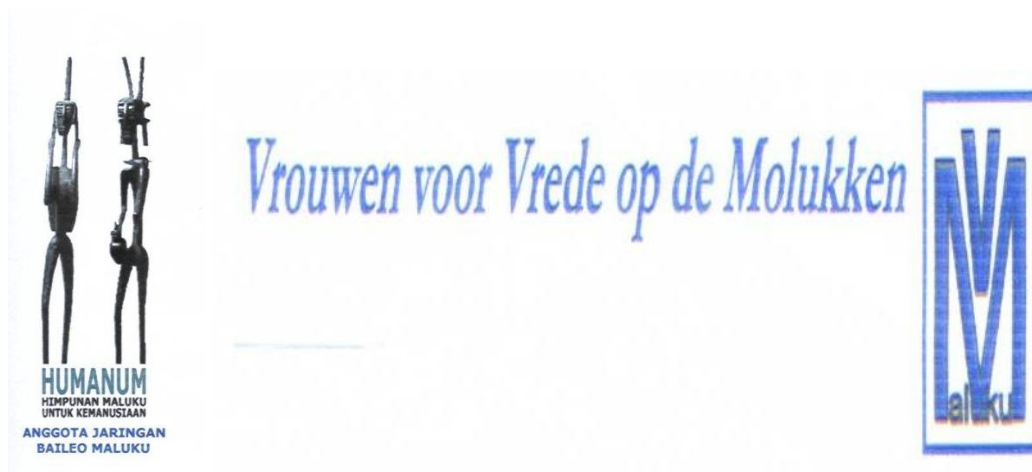 HUMANUM
HIMPUNAN MALUKU
UNTUK KEMANUSIAAN
ANGGOTA JARINGAN
BAILEO MALUKU
Vrouwen voor Vrede op de Molukken
Maluku